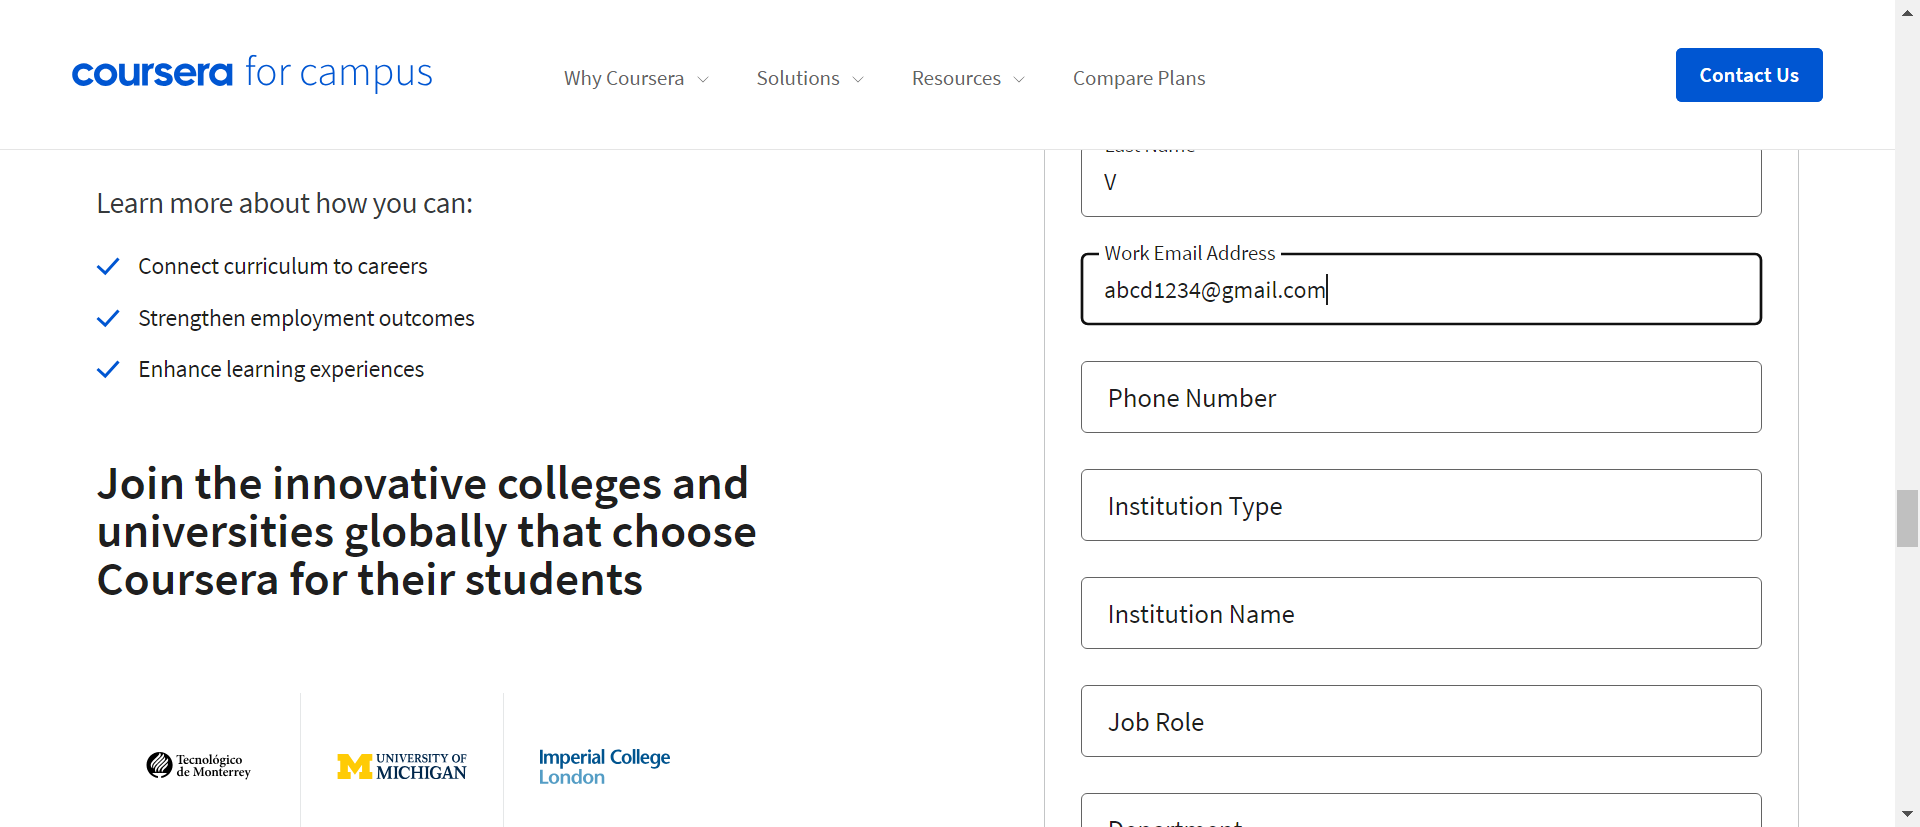 coursera for campus
Why Coursera
Solutions
Resources
Compare Plans
Contact Us
Learn more about how you can:
Connect curriculum to careers
Strengthen employment outcomes
Enhance learning experiences
Join the innovative colleges and
universities globally that choose
Coursera for their students
Tecnológico
de Monterrey
UNIVERSITY OF
MICHIGAN
Imperial College
London
Last Name
V
Work Email Address
abcd1234@gmail.com
Phone Number
Institution Type
Institution Name
Job Role
Department